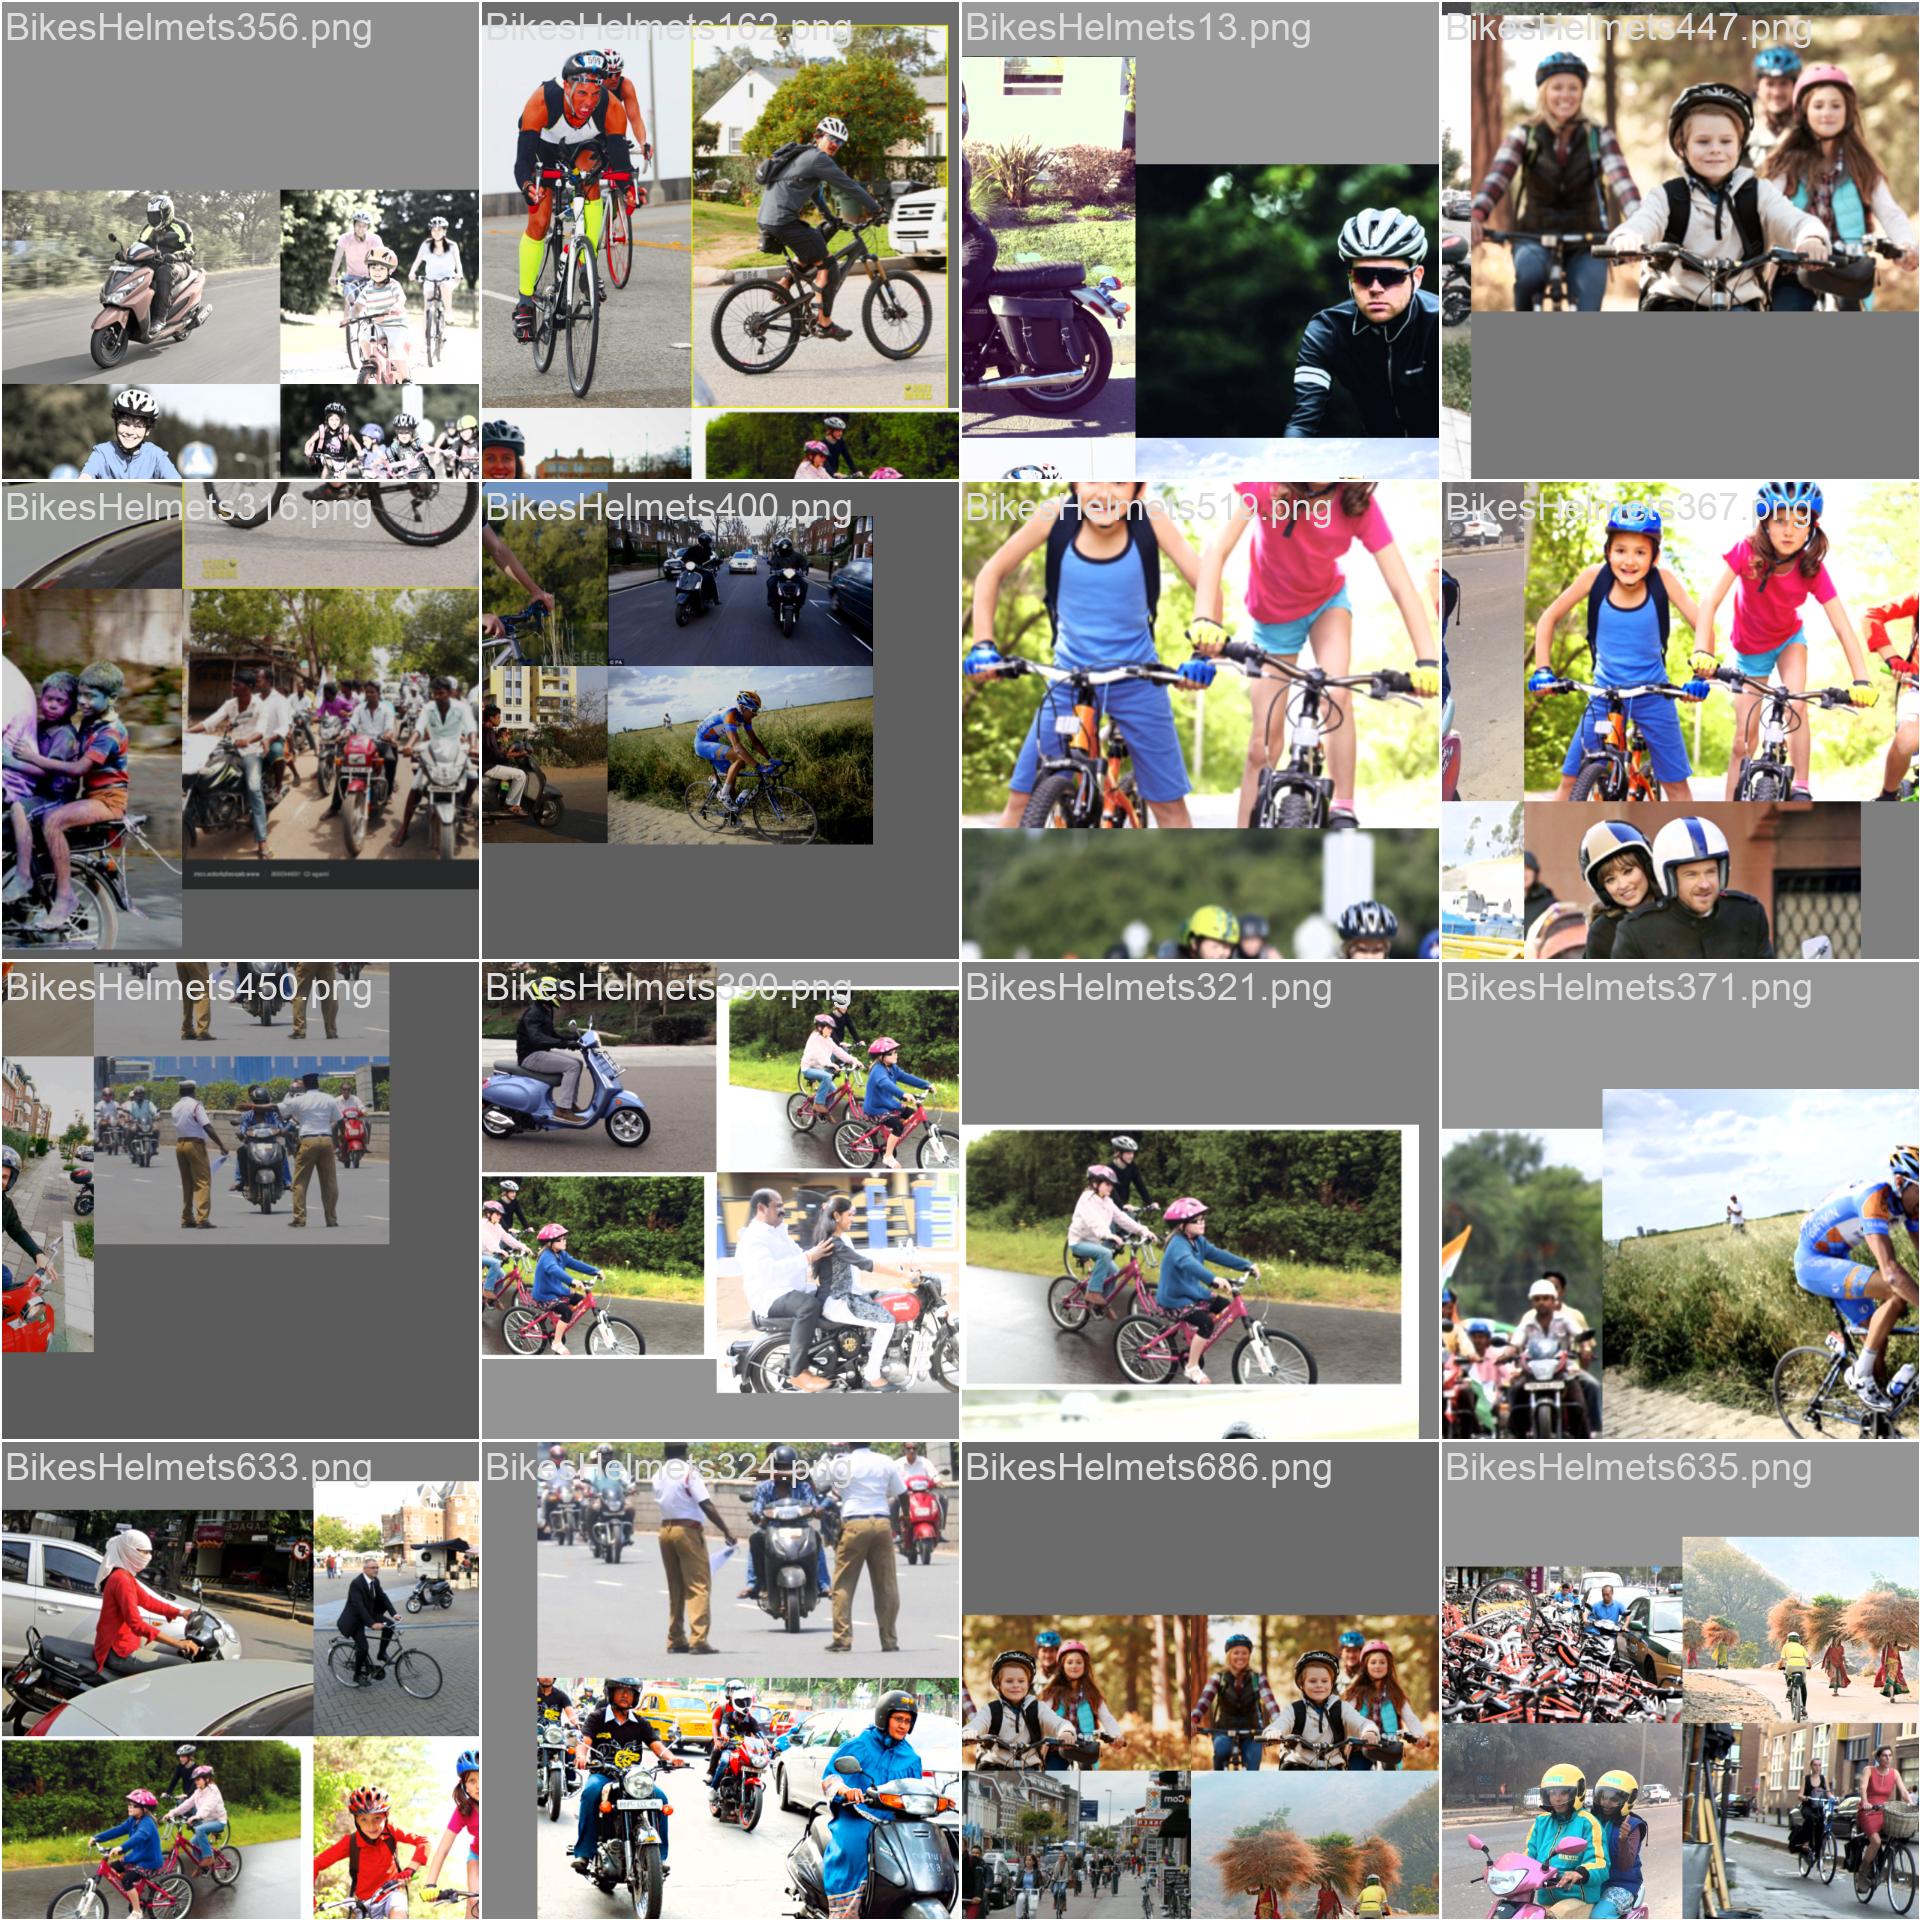 BikesHelmets356.png
BikesHelmets162.png
BikesHelmets13.png
BikesHelmets447.png
BikesHelmets316.png
BikesHelmets400.png
BikesHelmets519.png
BikesHelmets367.png
BikesHelmets450.png
BikesHelmets390.png
BikesHelmets321.png
BikesHelmets371.png
BikesHelmets633.png
BikesHelmets324.png
BikesHelmets686.png
BikesHelmets635.png